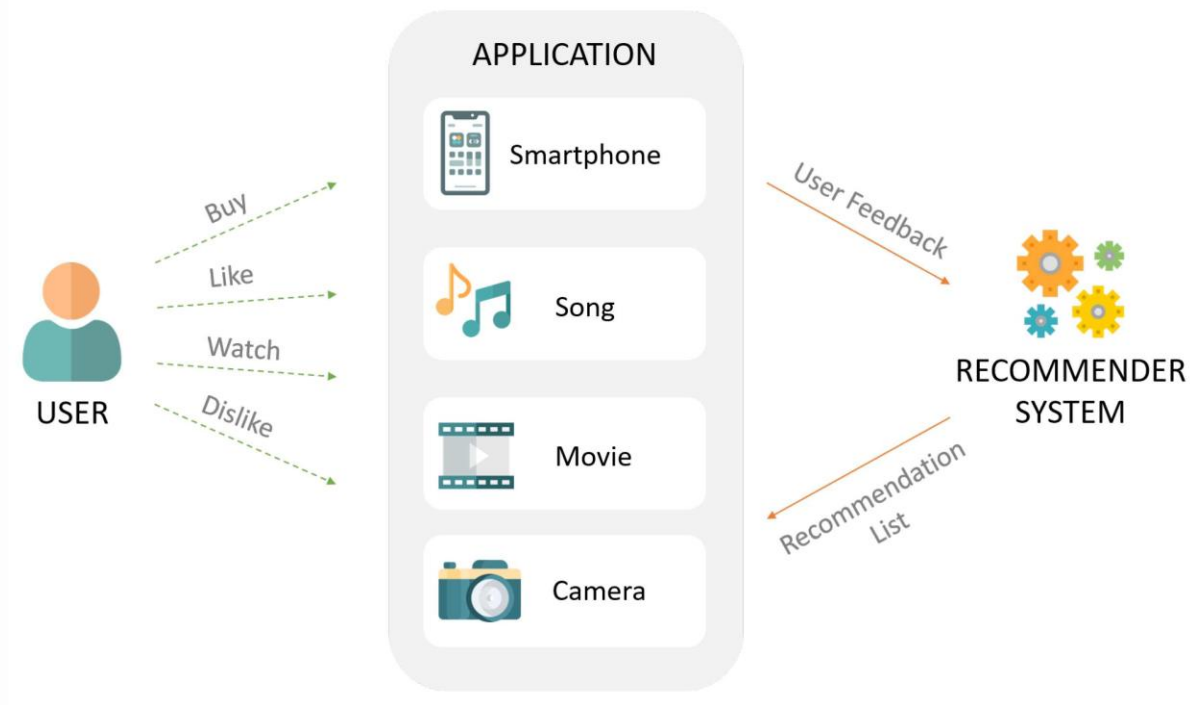 APPLICATION
Smartphone
Song
Movie
Camera
Buy
Like
Watch
Dislike
USER
User Feedback
RECOMMENDER
SYSTEM
Recommendation
List